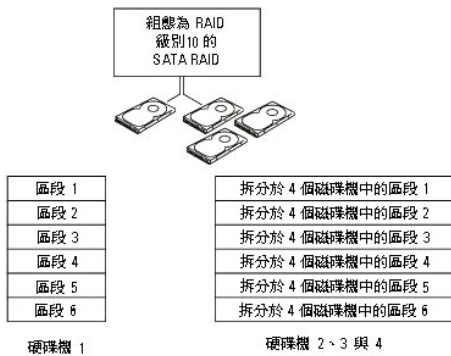 組態為 RAID
級別10 的
SATA RAID
區段 1
區段 2
區段 3
區段 4
區段 5
區段 6
硬碟機 1
拆分於 4 個磁碟機中的區段 1
拆分於 4 個磁碟機中的區段 2
拆分於 4 個磁碟機中的區段 3
拆分於 4 個磁碟機中的區段 4
拆分於 4 個磁碟機中的區段 5
拆分於 4 個磁碟機中的區段 6
硬碟機 2、3 與 4